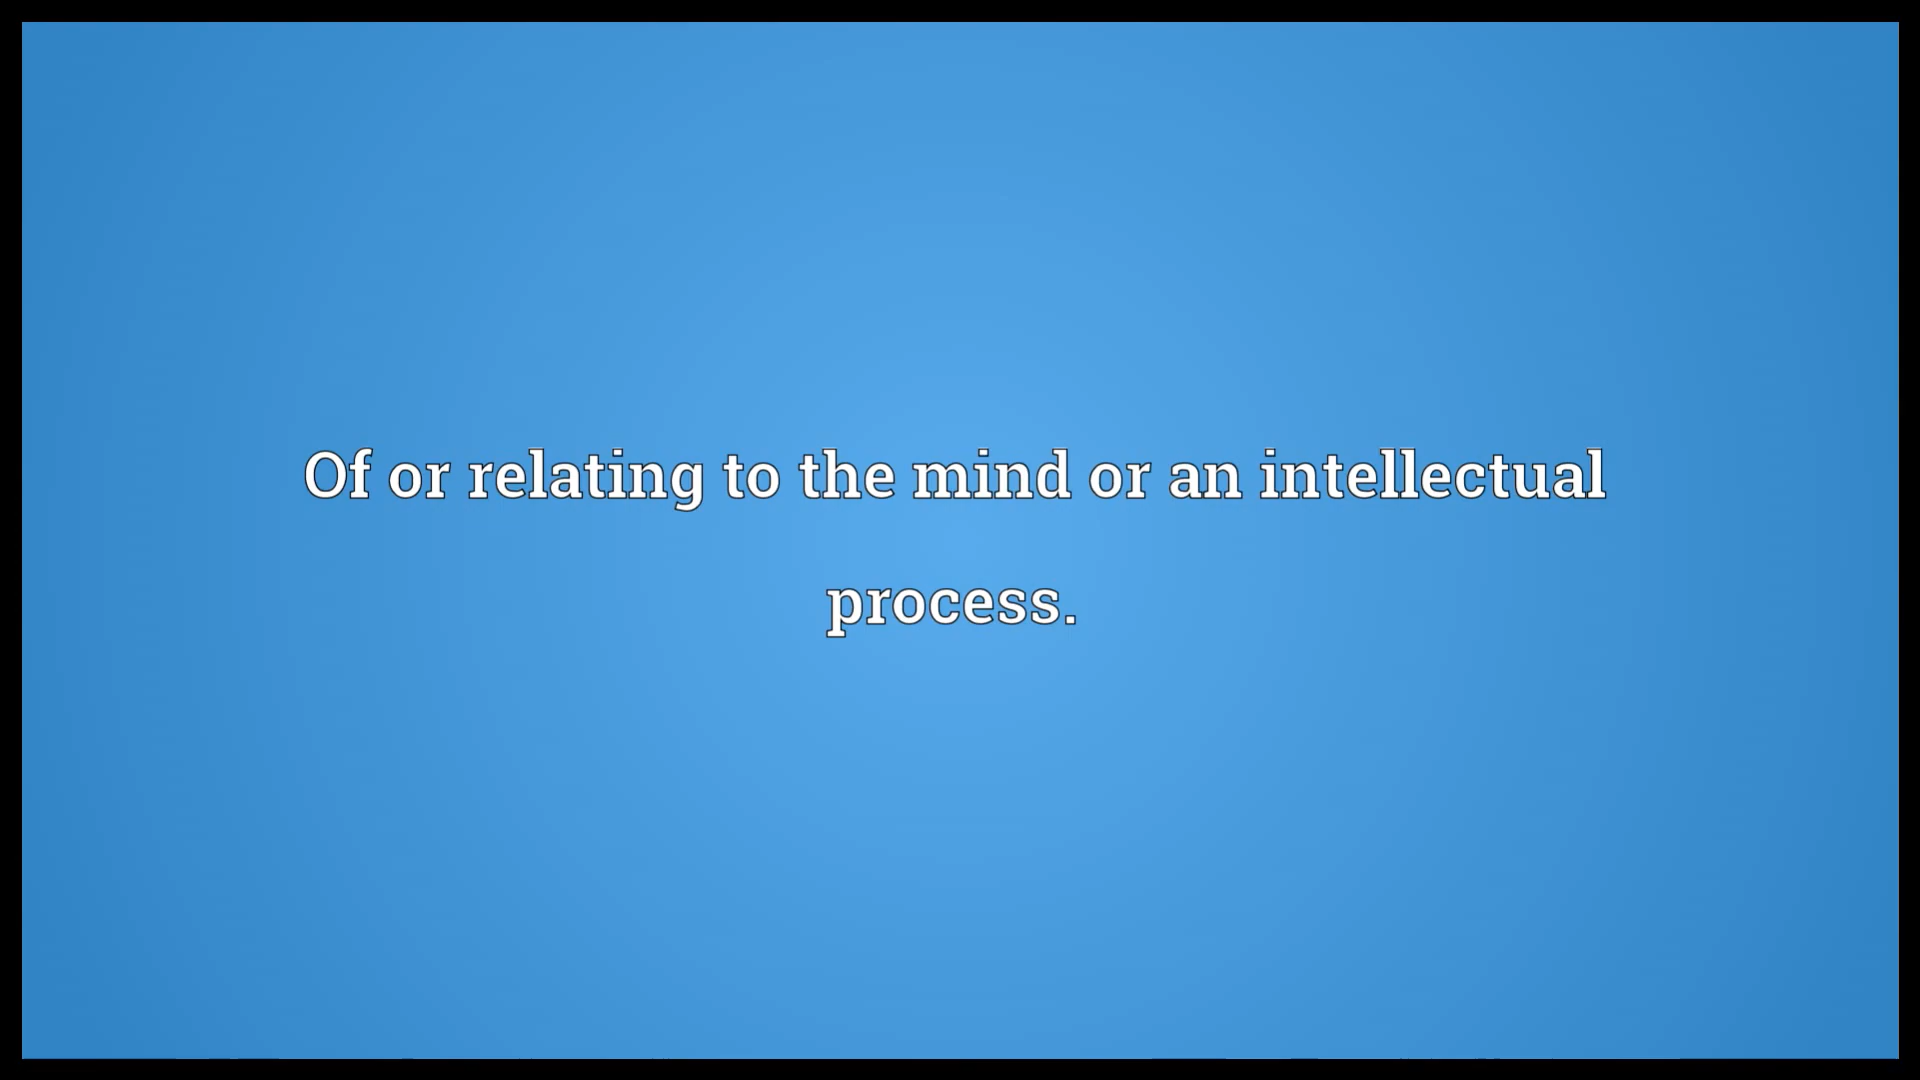 Of or relating to the mind or an intellectual
process.